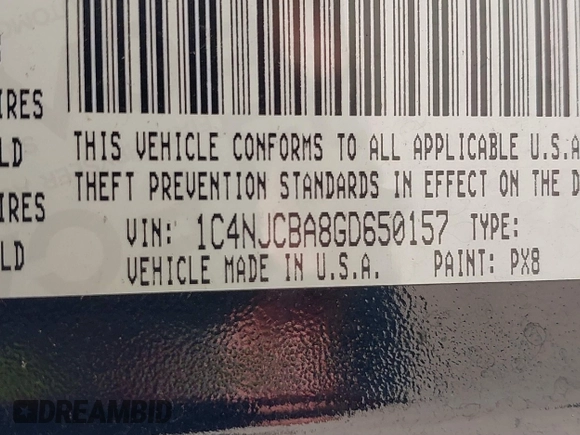 IRES
THIS VEHICLE CONFORMS TO ALL APPLICABLE U.S.A
LD
THEFT PREVENTION STANDARDS IN EFFECT ON THE D
IRES
VIN: 1C4NJCBA8GD650157 TYPE:
LD
VEHICLE MADE IN U.S.A. PAINT: PX8
DREAMBID